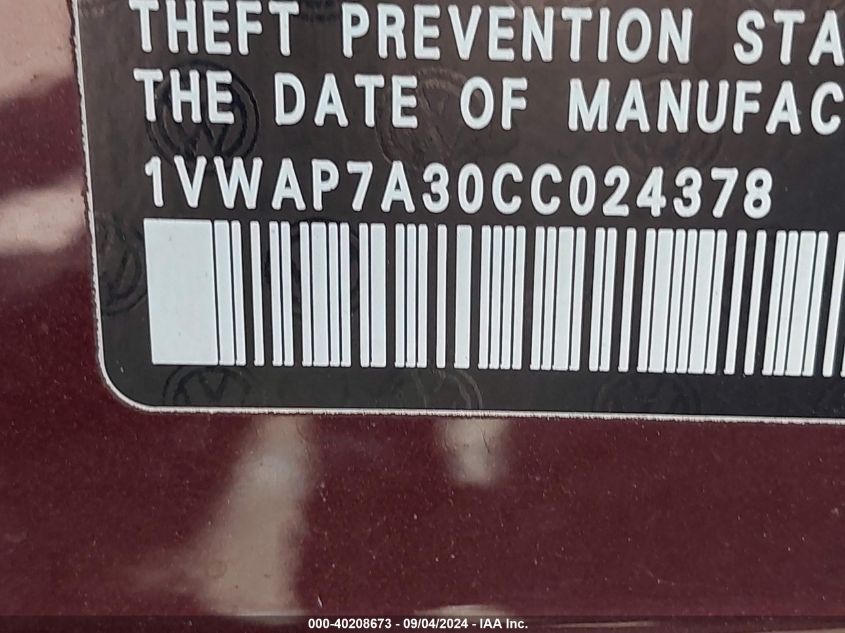 THEFT PREVENTION STA
THE DATE OF MANUFAC
1VWAP7A30CC024378
000-40208673 - 09/04/2024 - IAA Inc.